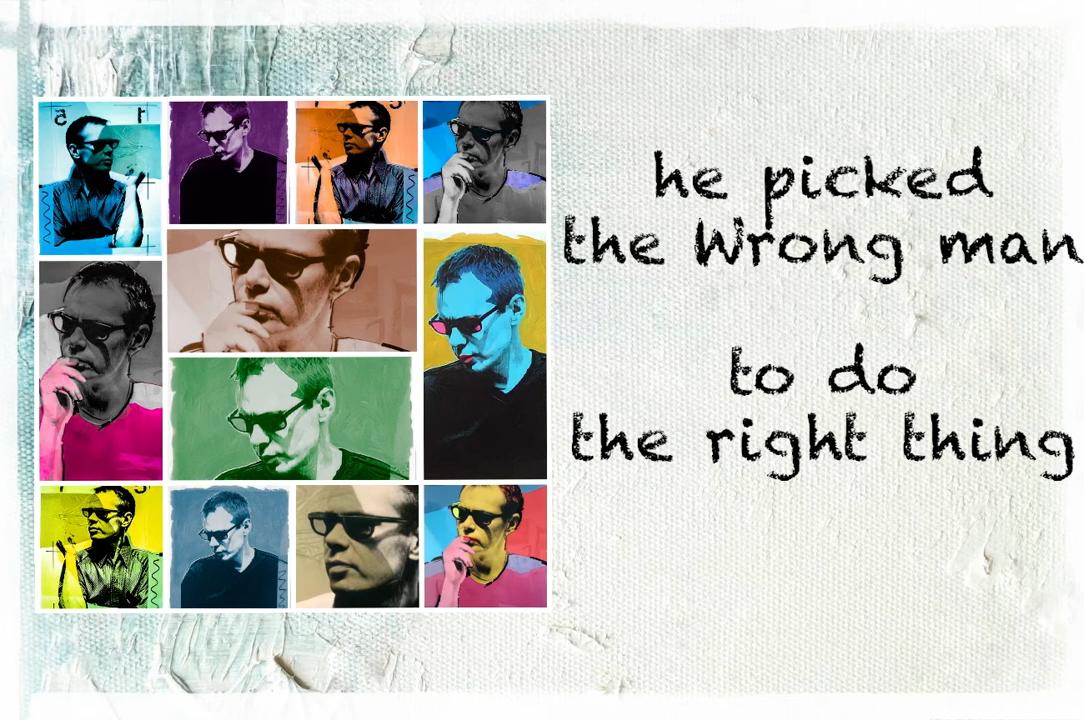 he picked
the Wrong man
to do
the right thing